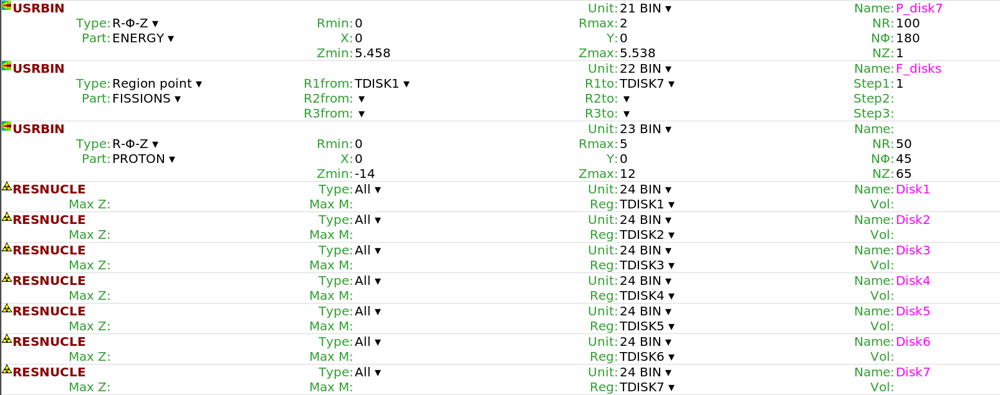 USRBIN Unit: 21 BIN ▼ Name: P_disk7
Type: R-Φ-Z ▼ Rmin: 0 Rmax: 2 NR: 100
Part: ENERGY ▼ X: 0 Y: 0 NΦ: 180
Zmin: 5.458 Zmax: 5.538 NZ: 1
USRBIN Unit: 22 BIN ▼ Name: F_disks
Type: Region point ▼ R1from: TDISK1 ▼ R1to: TDISK7 ▼ Step1: 1
Part: FISSIONS ▼ R2from: ▼ R2to: ▼ Step2:
R3from: ▼ R3to: ▼ Step3:
USRBIN Unit: 23 BIN ▼ Name:
Type: R-Φ-Z ▼ Rmin: 0 Rmax: 5 NR: 50
Part: PROTON ▼ X: 0 Y: 0 NΦ: 45
Zmin: -14 Zmax: 12 NZ: 65
RESNUCLE Type: All ▼ Unit: 24 BIN ▼ Name: Disk1
Max Z: Max M: Reg: TDISK1 ▼ Vol:
RESNUCLE Type: All ▼ Unit: 24 BIN ▼ Name: Disk2
Max Z: Max M: Reg: TDISK2 ▼ Vol:
RESNUCLE Type: All ▼ Unit: 24 BIN ▼ Name: Disk3
Max Z: Max M: Reg: TDISK3 ▼ Vol:
RESNUCLE Type: All ▼ Unit: 24 BIN ▼ Name: Disk4
Max Z: Max M: Reg: TDISK4 ▼ Vol:
RESNUCLE Type: All ▼ Unit: 24 BIN ▼ Name: Disk5
Max Z: Max M: Reg: TDISK5 ▼ Vol:
RESNUCLE Type: All ▼ Unit: 24 BIN ▼ Name: Disk6
Max Z: Max M: Reg: TDISK6 ▼ Vol:
RESNUCLE Type: All ▼ Unit: 24 BIN ▼ Name: Disk7
Max Z: Max M: Reg: TDISK7 ▼ Vol: